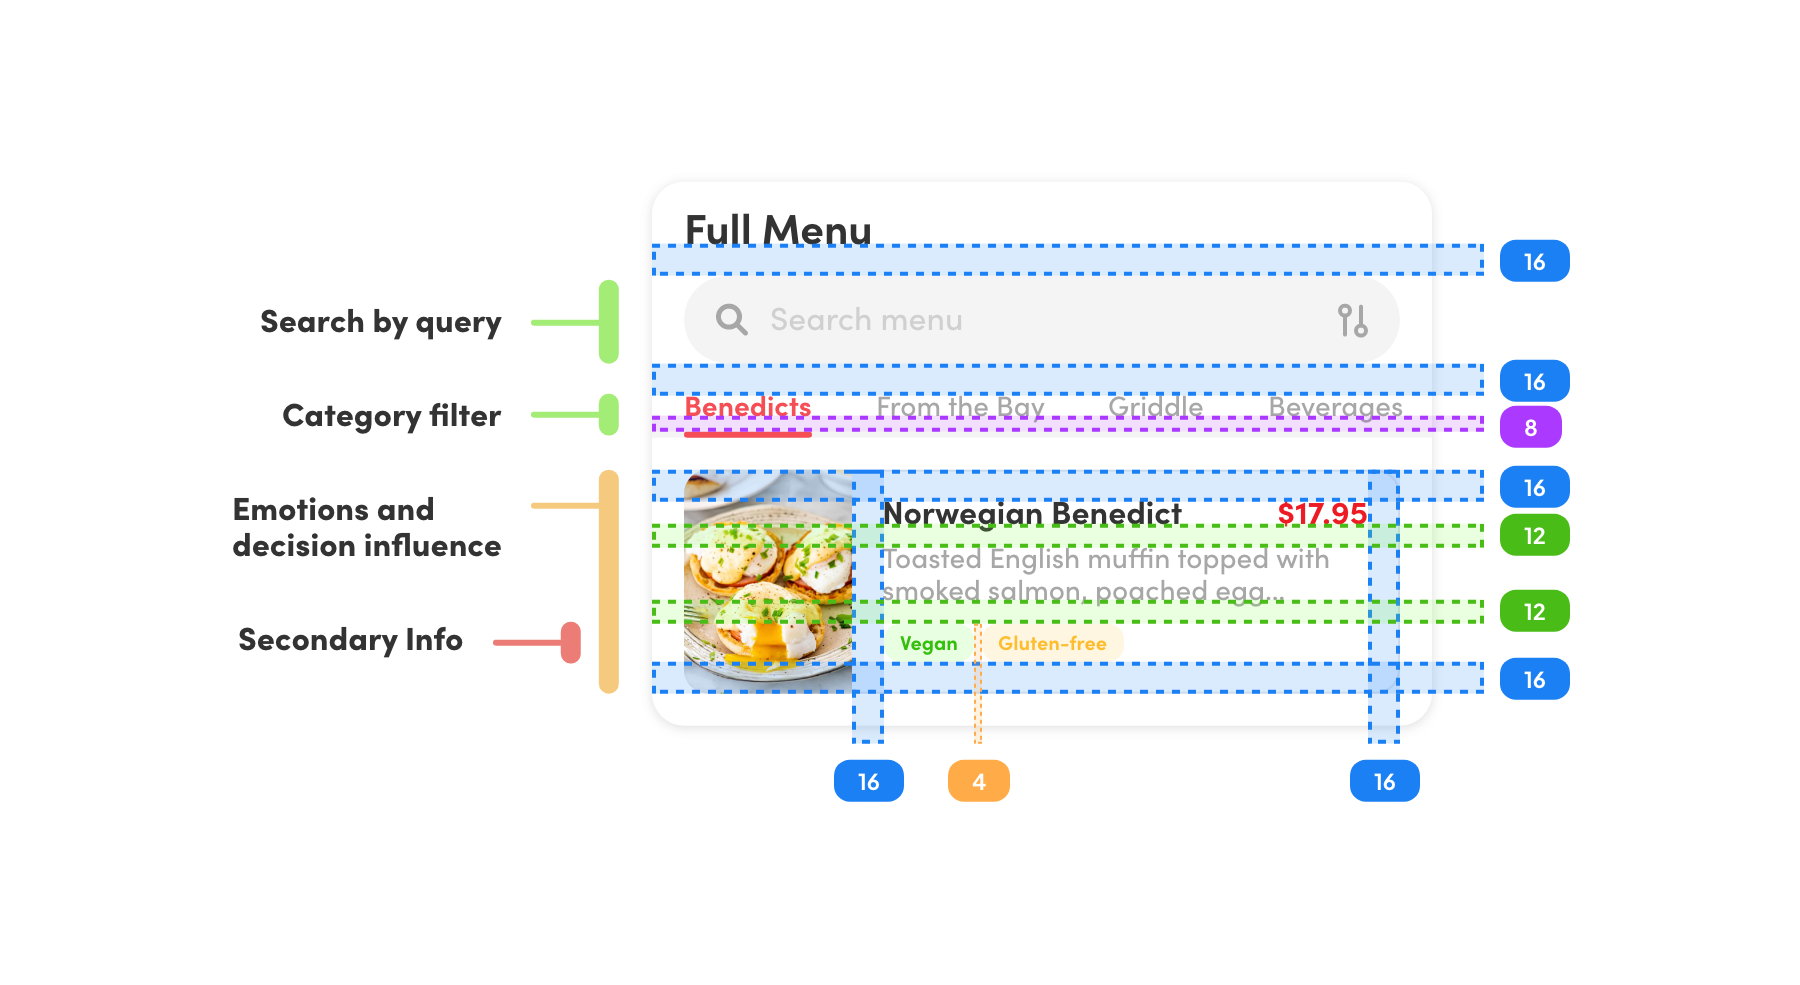 Full Menu
16
Search by query
Search menu
16
Category filter
Benedicts From the Bay Griddle Beverages
8
16
Emotions and
decision influence
Norwegian Benedict $17.95
12
Toasted English muffin topped with
smoked salmon, poached egg...
12
Secondary Info
Vegan Gluten-free
16
16 4 16